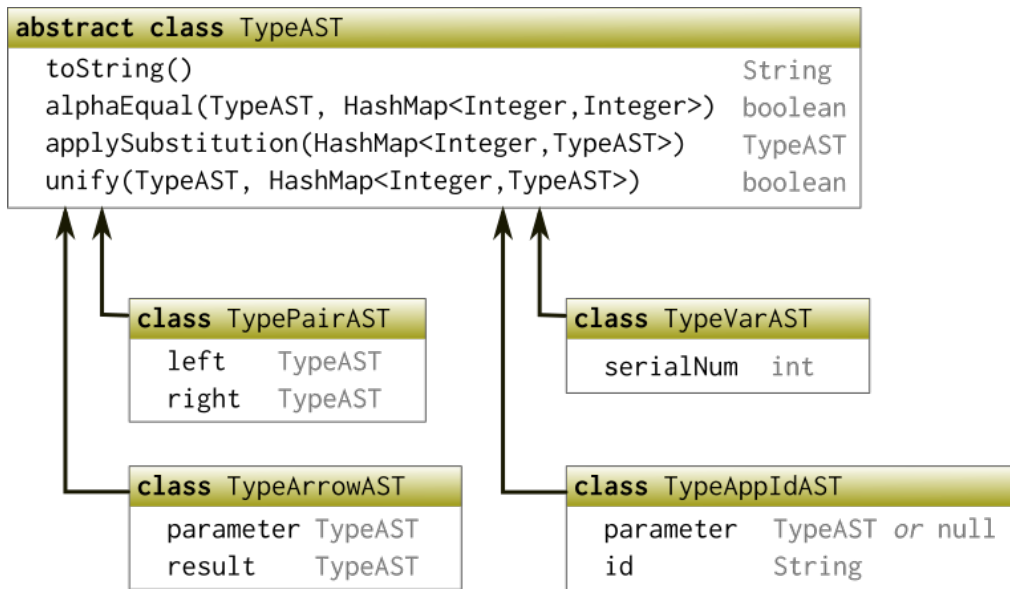 abstract class TypeAST
toString() String
alphaEqual(TypeAST, HashMap<Integer,Integer>) boolean
applySubstitution(HashMap<Integer,TypeAST>) TypeAST
unify(TypeAST, HashMap<Integer,TypeAST>) boolean
class TypePairAST
left TypeAST
right TypeAST
class TypeVarAST
serialNum int
class TypeArrowAST
parameter TypeAST
result TypeAST
class TypeAppIdAST
parameter TypeAST or null
id String